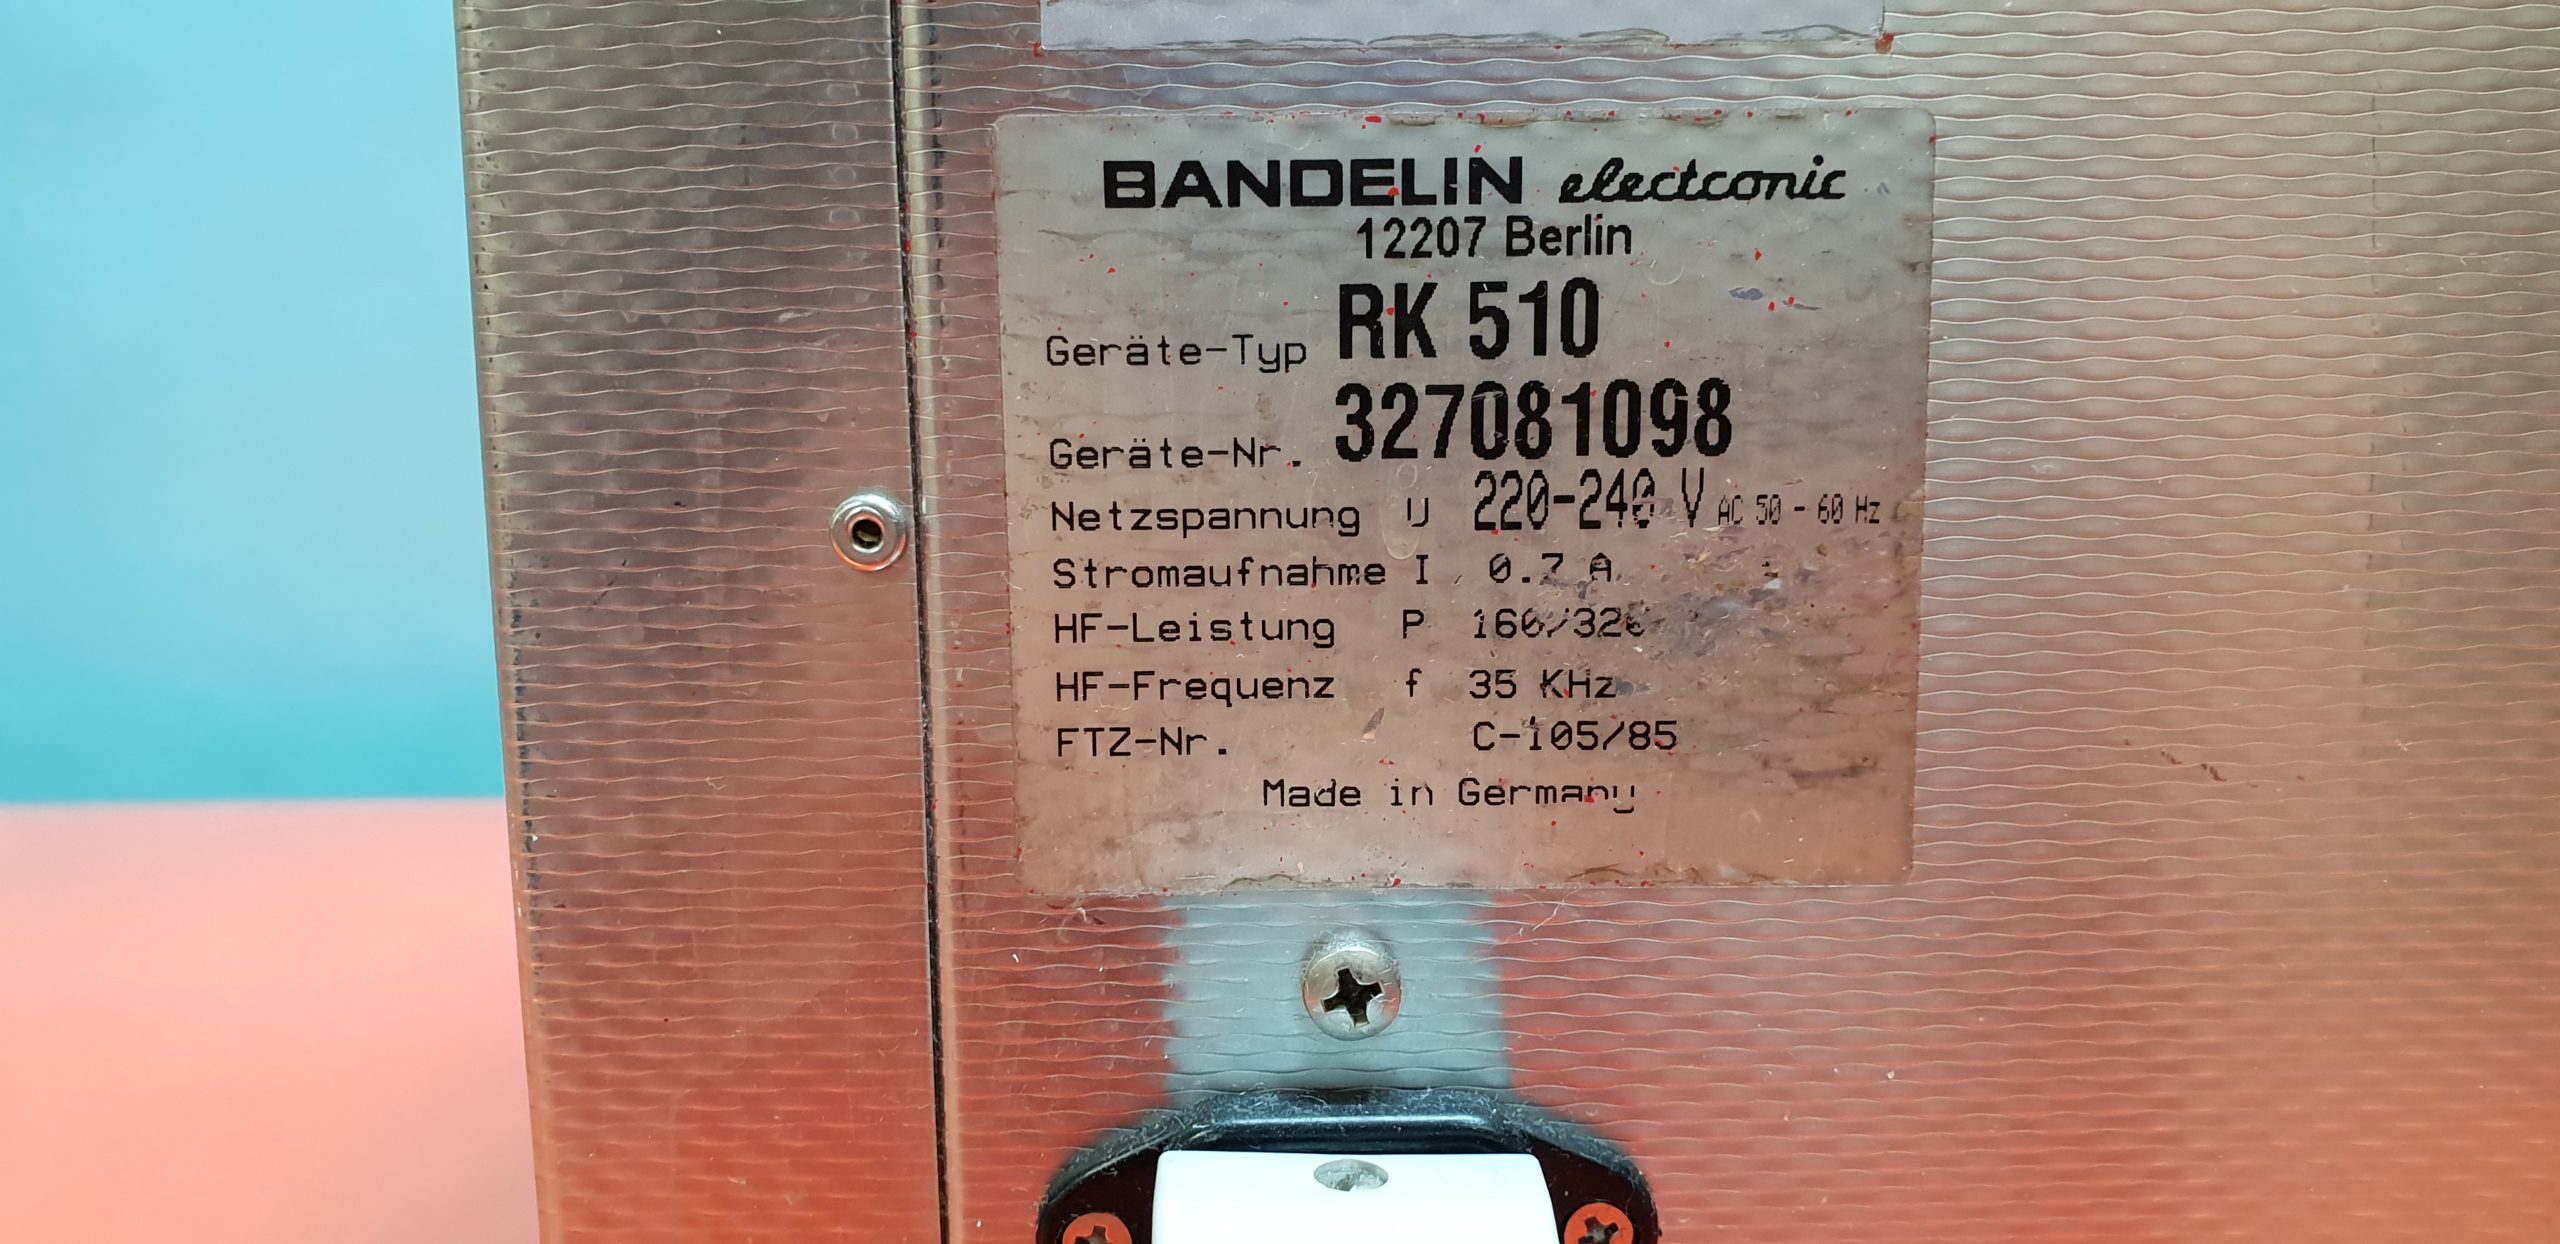 BANDELIN electronic
12207 Berlin
Geräte-Typ RK 510
Geräte-Nr. 327081098
Netzspannung U 220-240 V AC 50 - 60 Hz
Stromaufnahme I 0.7 A
HF-Leistung P 160/320
HF-Frequenz f 35 KHz
FTZ-Nr. C-105/85
Made in Germany